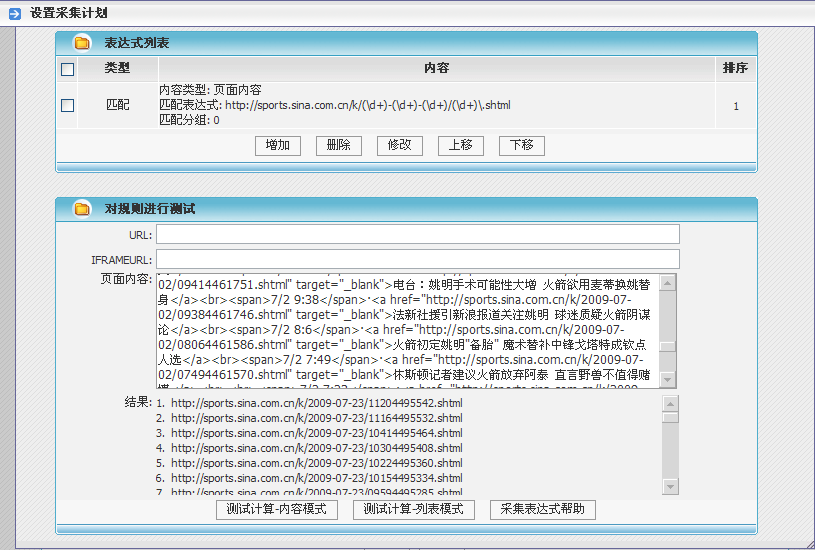 设置采集计划
表达式列表
类型 内容 排序
内容类型: 页面内容
匹配 匹配表达式: http://sports.sina.com.cn/k/(\d+)-(\d+)-(\d+)/(\d+)\.shtml 1
匹配分组: 0
增加 删除 修改 上移 下移
对规则进行测试
URL:
IFRAMEURL:
页面内容:
02/09414461751.shtml" target="_blank">电台：姚明手术可能性大增 火箭欲用麦蒂换姚替
身</a><br><span>7/2 9:38</span>·<a href="http://sports.sina.com.cn/k/2009-07-
02/09384461746.shtml" target="_blank">法新社援引新浪报道关注姚明 球迷质疑火箭阴谋
论</a><br><span>7/2 8:6</span>·<a href="http://sports.sina.com.cn/k/2009-07-
02/08064461586.shtml" target="_blank">火箭初定姚明"备胎" 魔术替补中锋戈塔特成钦点
人选</a><br><span>7/2 7:49</span>·<a href="http://sports.sina.com.cn/k/2009-07-
02/07494461570.shtml" target="_blank">休斯顿记者建议火箭放弃阿泰 直言野兽不值得赌
结果:
1. http://sports.sina.com.cn/k/2009-07-23/11204495542.shtml
2. http://sports.sina.com.cn/k/2009-07-23/11164495532.shtml
3. http://sports.sina.com.cn/k/2009-07-23/10414495464.shtml
4. http://sports.sina.com.cn/k/2009-07-23/10304495408.shtml
5. http://sports.sina.com.cn/k/2009-07-23/10224495360.shtml
6. http://sports.sina.com.cn/k/2009-07-23/10154495334.shtml
7. http://sports.sina.com.cn/k/2009-07-23/09594495285.shtml
测试计算-内容模式 测试计算-列表模式 采集表达式帮助